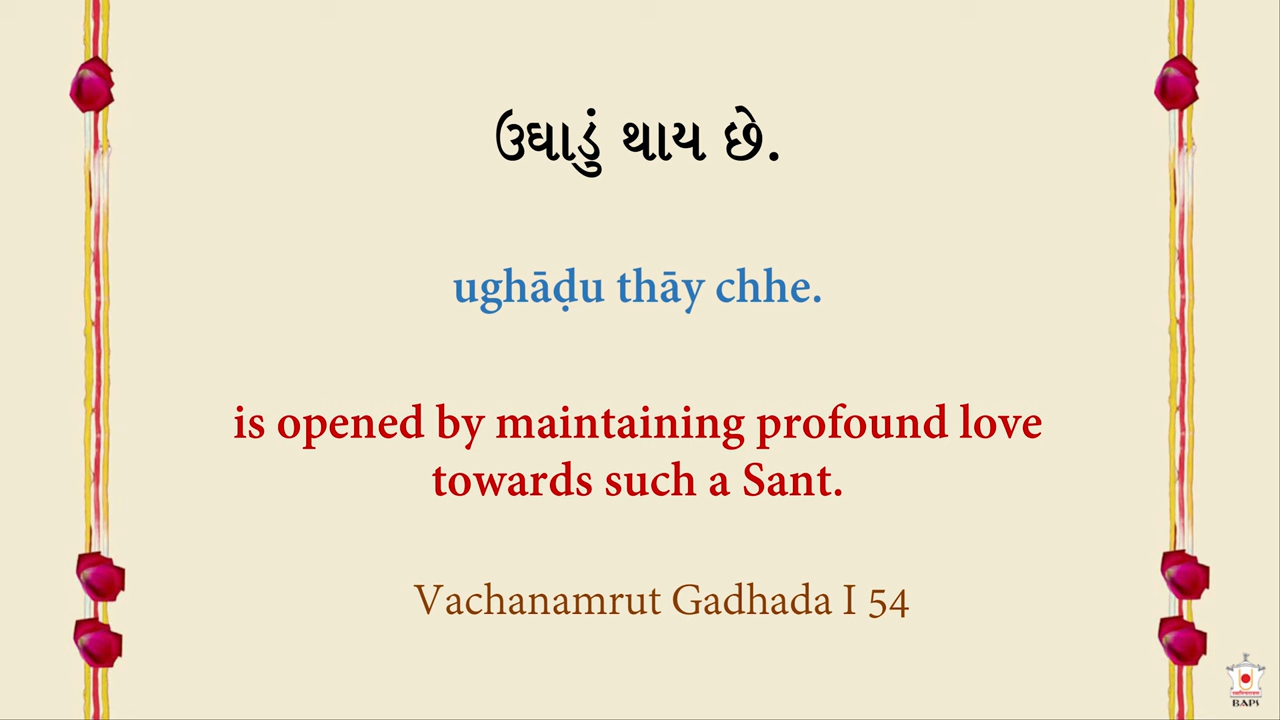 ઉઘાડું થાય છે.
ughāḍu thāy chhe.
is opened by maintaining profound love
towards such a Sant.
Vachanamrut Gadhada I 54
BAPS